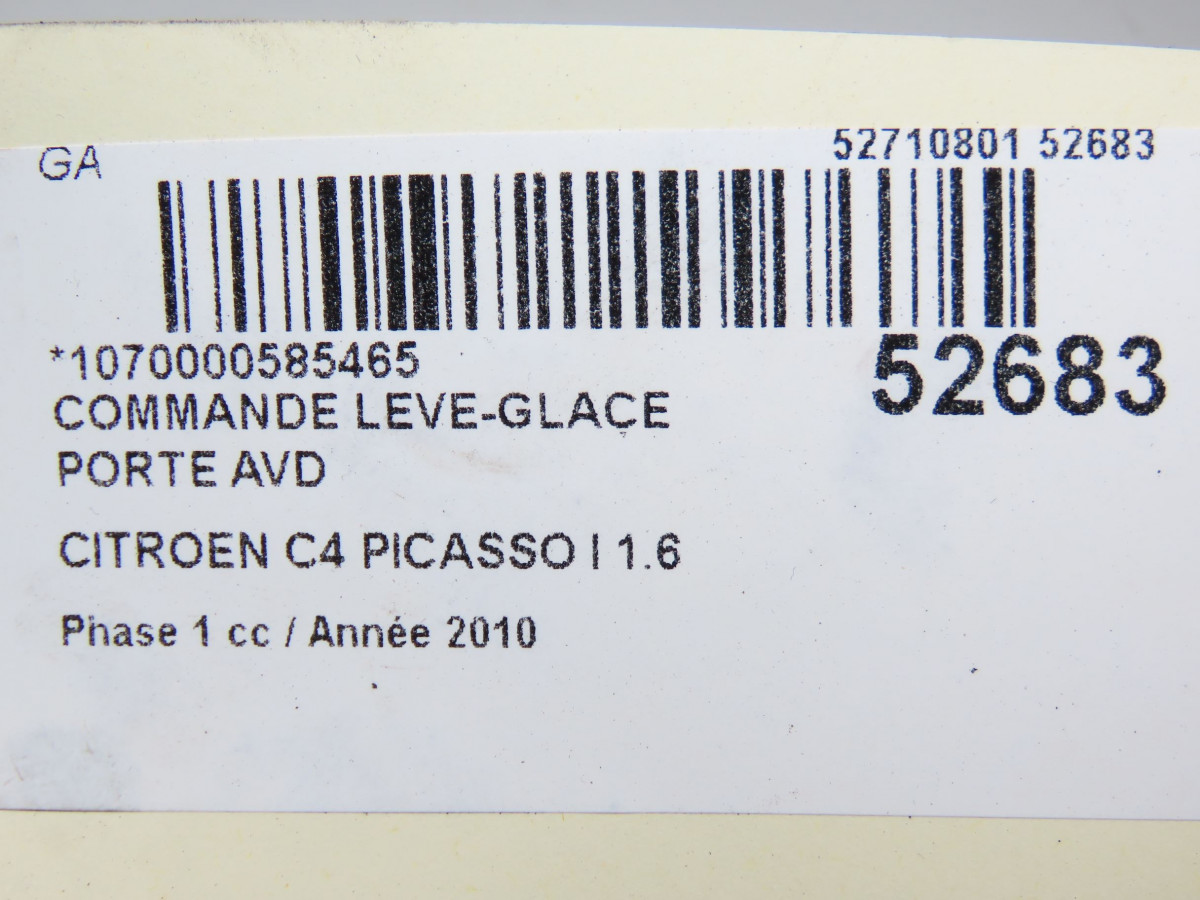 GA
52710801 52683
*1070000585465
52683
COMMANDE LEVE-GLACE
PORTE AVD
CITROEN C4 PICASSO I 1.6
Phase 1 cc / Année 2010